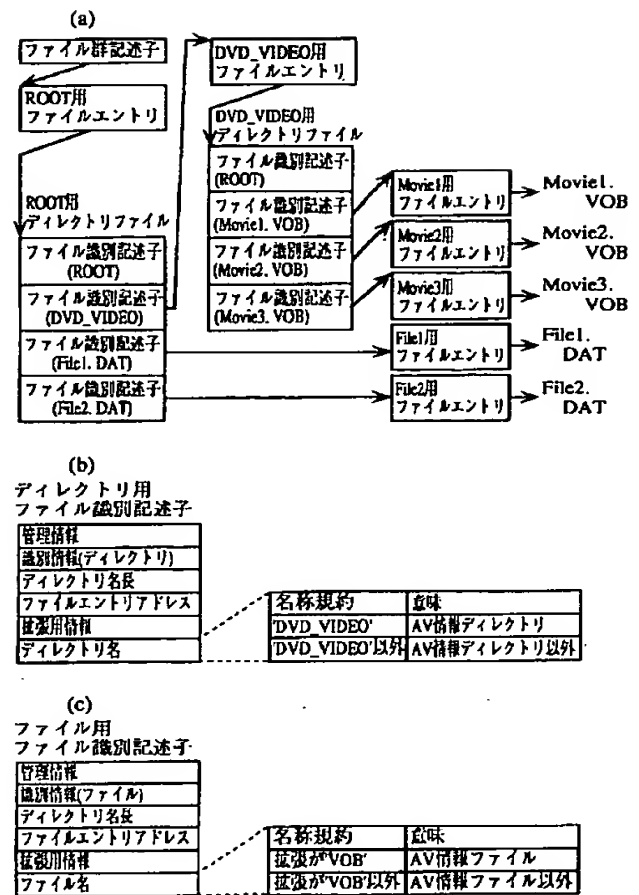 (a)
ファイル群記述子
ROOT用
ファイルエントリ
ROOT用
ディレクトリファイル
ファイル識別記述子
(ROOT)
ファイル識別記述子
(DVD_VIDEO)
ファイル識別記述子
(File1. DAT)
ファイル識別記述子
(File2. DAT)
DVD_VIDEO用
ファイルエントリ
DVD_VIDEO用
ディレクトリファイル
ファイル識別記述子
(ROOT)
ファイル識別記述子
(Movie1. VOB)
ファイル識別記述子
(Movie2. VOB)
ファイル識別記述子
(Movie3. VOB)
Movie1用
ファイルエントリ
Movie1.
VOB
Movie2用
ファイルエントリ
Movie2.
VOB
Movie3用
ファイルエントリ
Movie3.
VOB
File1用
ファイルエントリ
File1.
DAT
File2用
ファイルエントリ
File2.
DAT
(b)
ディレクトリ用
ファイル識別記述子
管理情報
識別情報(ディレクトリ)
ディレクトリ名長
ファイルエントリアドレス
拡張用情報
ディレクトリ名
名称規約 意味
'DVD_VIDEO' AV情報ディレクトリ
'DVD_VIDEO'以外 AV情報ディレクトリ以外
(c)
ファイル用
ファイル識別記述子
管理情報
識別情報(ファイル)
ディレクトリ名長
ファイルエントリアドレス
拡張用情報
ファイル名
名称規約 意味
拡張が'VOB' AV情報ファイル
拡張が'VOB'以外 AV情報ファイル以外